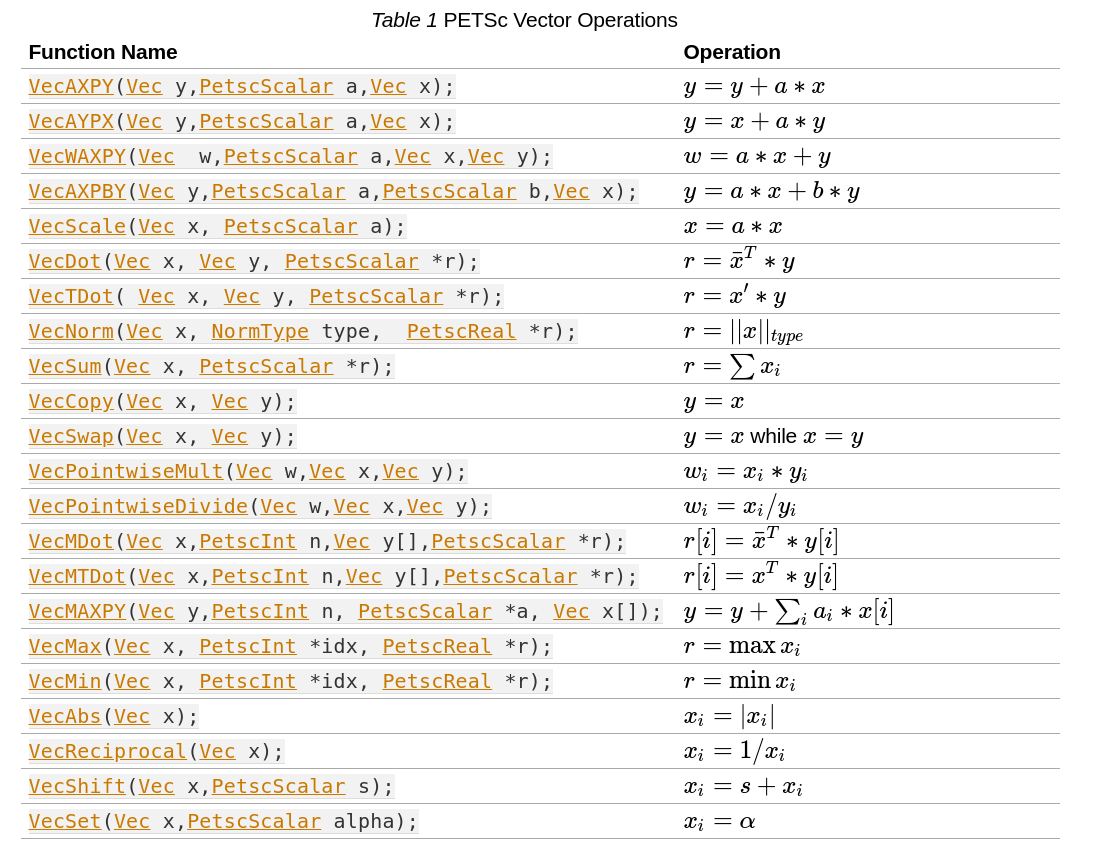 Table 1 PETSc Vector Operations
Function Name Operation
VecAXPY(Vec y,PetscScalar a,Vec x); y = y + a ∗ x
VecAYPX(Vec y,PetscScalar a,Vec x); y = x + a ∗ y
VecWAXPY(Vec  w,PetscScalar a,Vec x,Vec y); w = a ∗ x + y
VecAXPBY(Vec y,PetscScalar a,PetscScalar b,Vec x); y = a ∗ x + b ∗ y
VecScale(Vec x, PetscScalar a); x = a ∗ x
VecDot(Vec x, Vec y, PetscScalar *r); r = x̄^T ∗ y
VecTDot( Vec x, Vec y, PetscScalar *r); r = x′ ∗ y
VecNorm(Vec x, NormType type,  PetscReal *r); r = ||x||_type
VecSum(Vec x, PetscScalar *r); r = ∑ x_i
VecCopy(Vec x, Vec y); y = x
VecSwap(Vec x, Vec y); y = x while x = y
VecPointwiseMult(Vec w,Vec x,Vec y); w_i = x_i ∗ y_i
VecPointwiseDivide(Vec w,Vec x,Vec y); w_i = x_i/y_i
VecMDot(Vec x,PetscInt n,Vec y[],PetscScalar *r); r[i] = x̄^T ∗ y[i]
VecMTDot(Vec x,PetscInt n,Vec y[],PetscScalar *r); r[i] = x^T ∗ y[i]
VecMAXPY(Vec y,PetscInt n, PetscScalar *a, Vec x[]); y = y + ∑_i a_i ∗ x[i]
VecMax(Vec x, PetscInt *idx, PetscReal *r); r = max x_i
VecMin(Vec x, PetscInt *idx, PetscReal *r); r = min x_i
VecAbs(Vec x); x_i = |x_i|
VecReciprocal(Vec x); x_i = 1/x_i
VecShift(Vec x,PetscScalar s); x_i = s + x_i
VecSet(Vec x,PetscScalar alpha); x_i = α